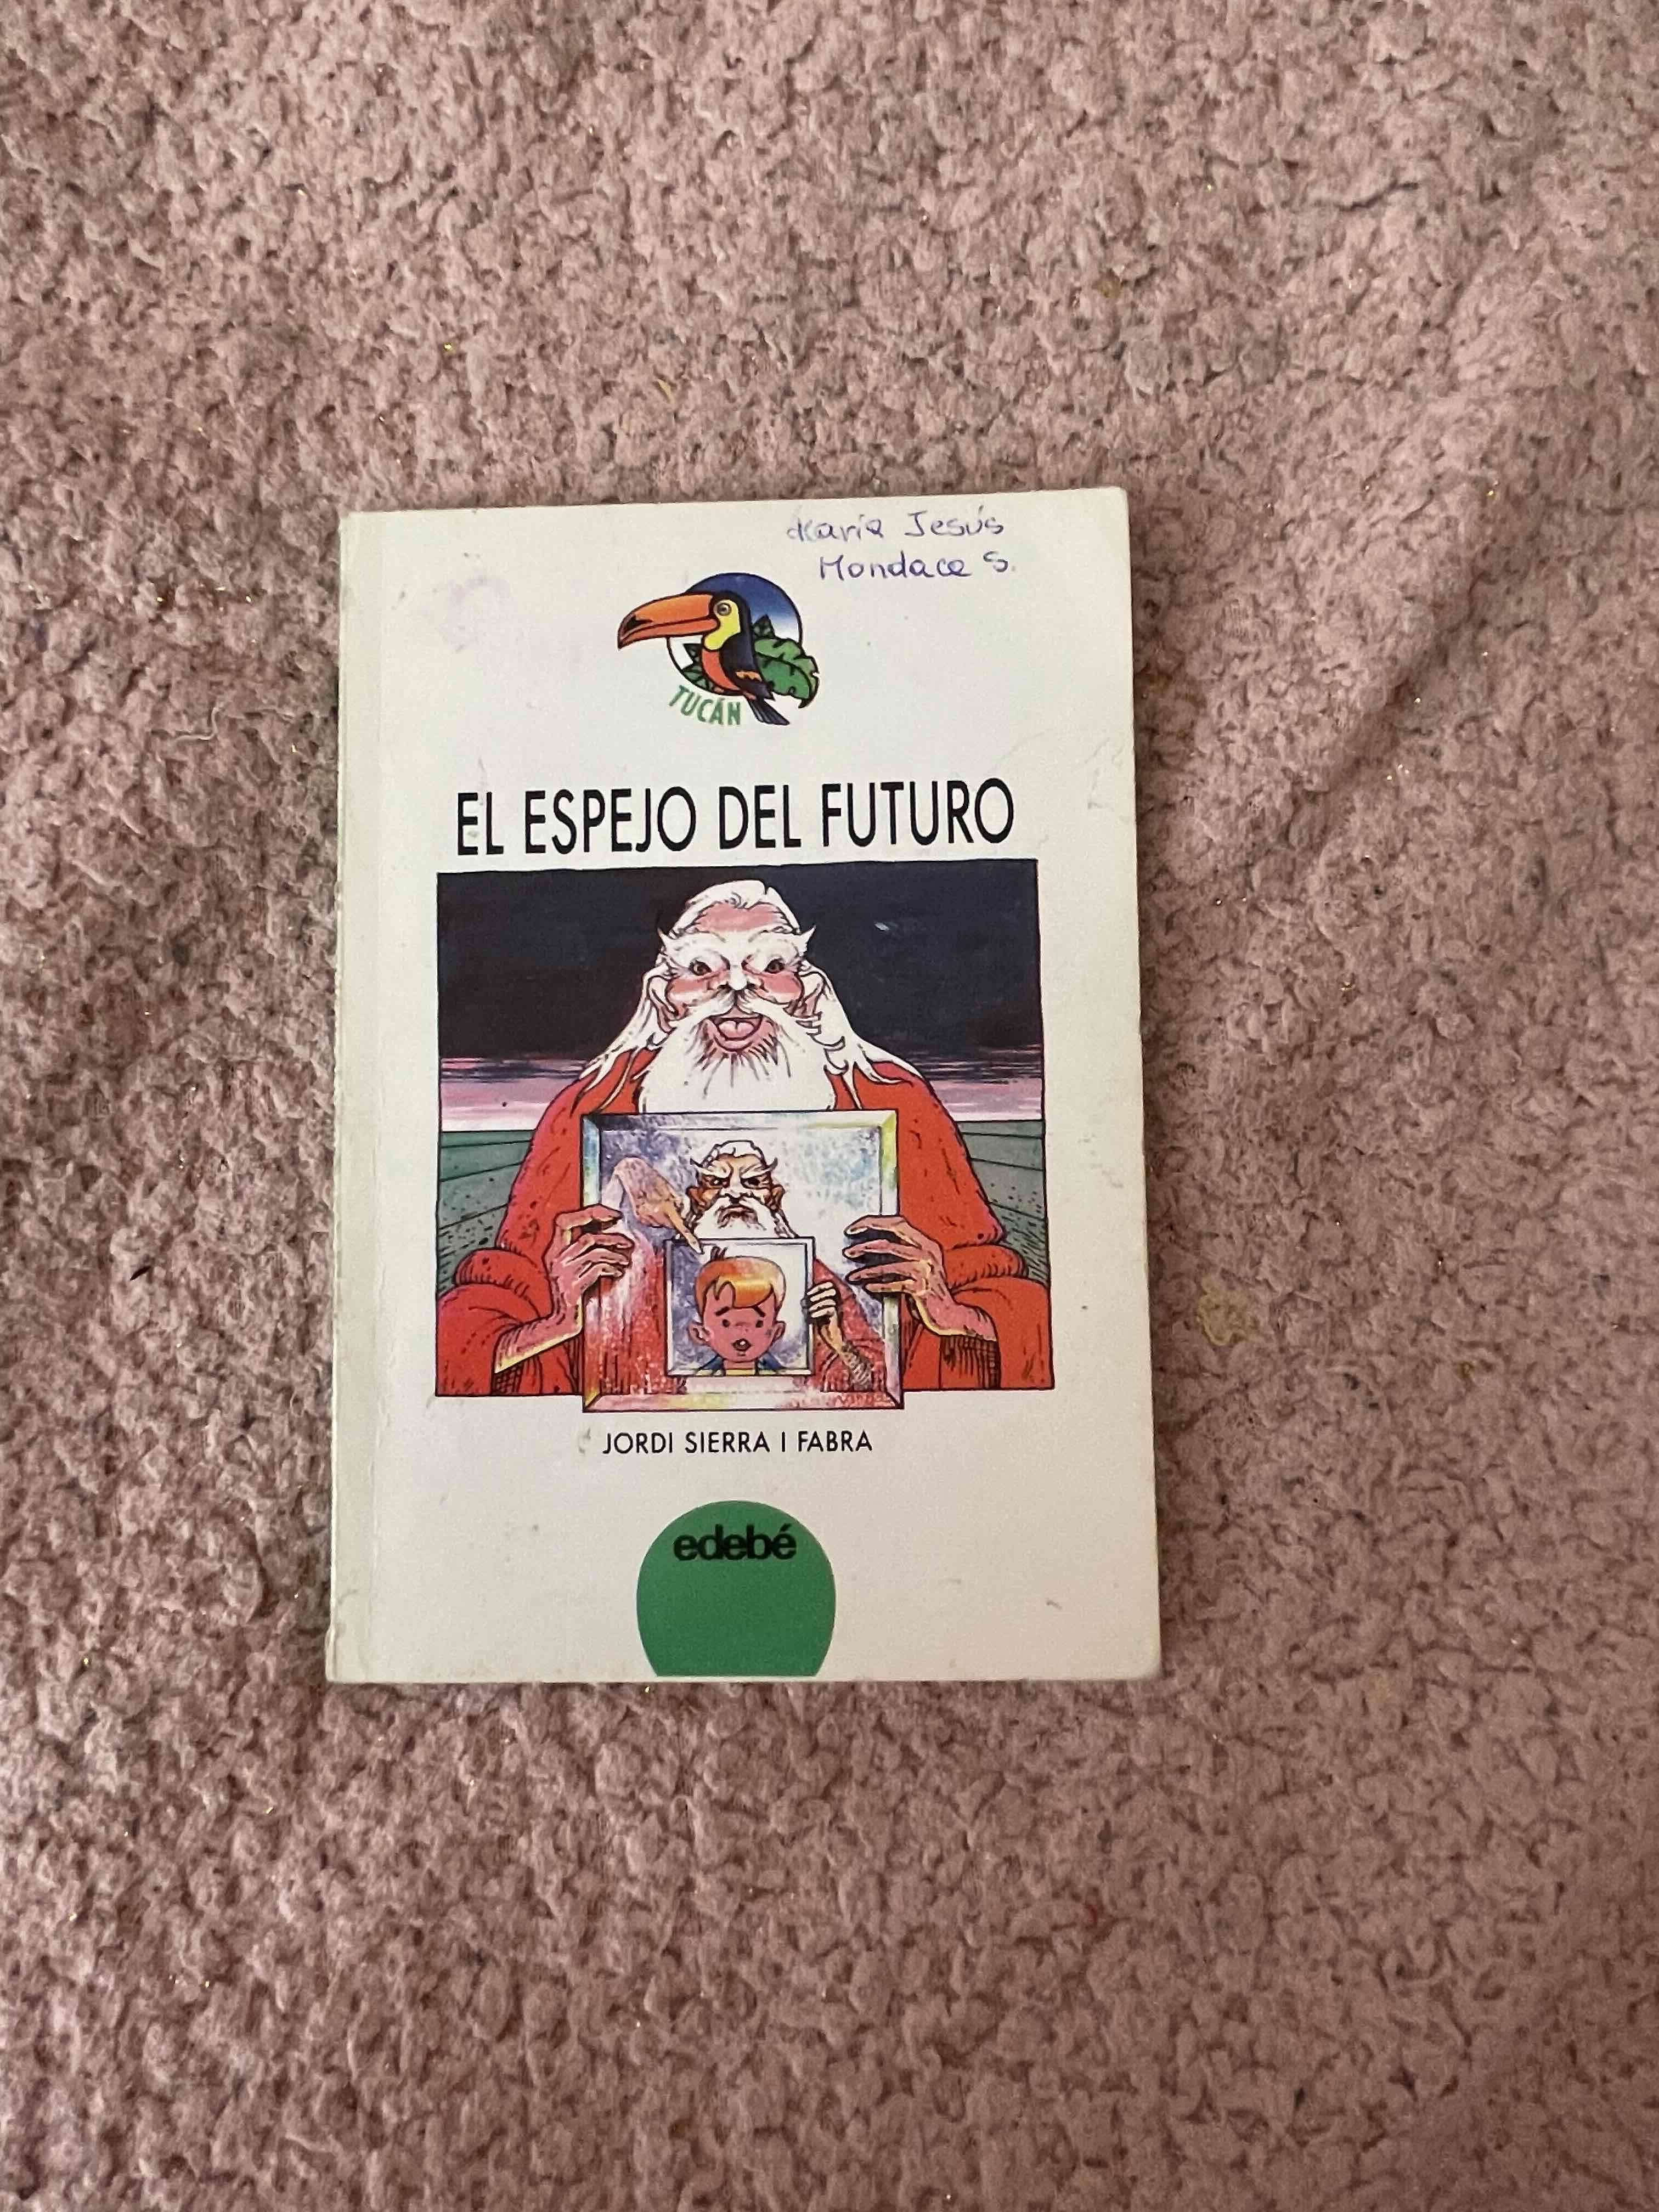 María Jesús
Mondaca S.
TUCÁN
EL ESPEJO DEL FUTURO
JORDI SIERRA I FABRA
edebé